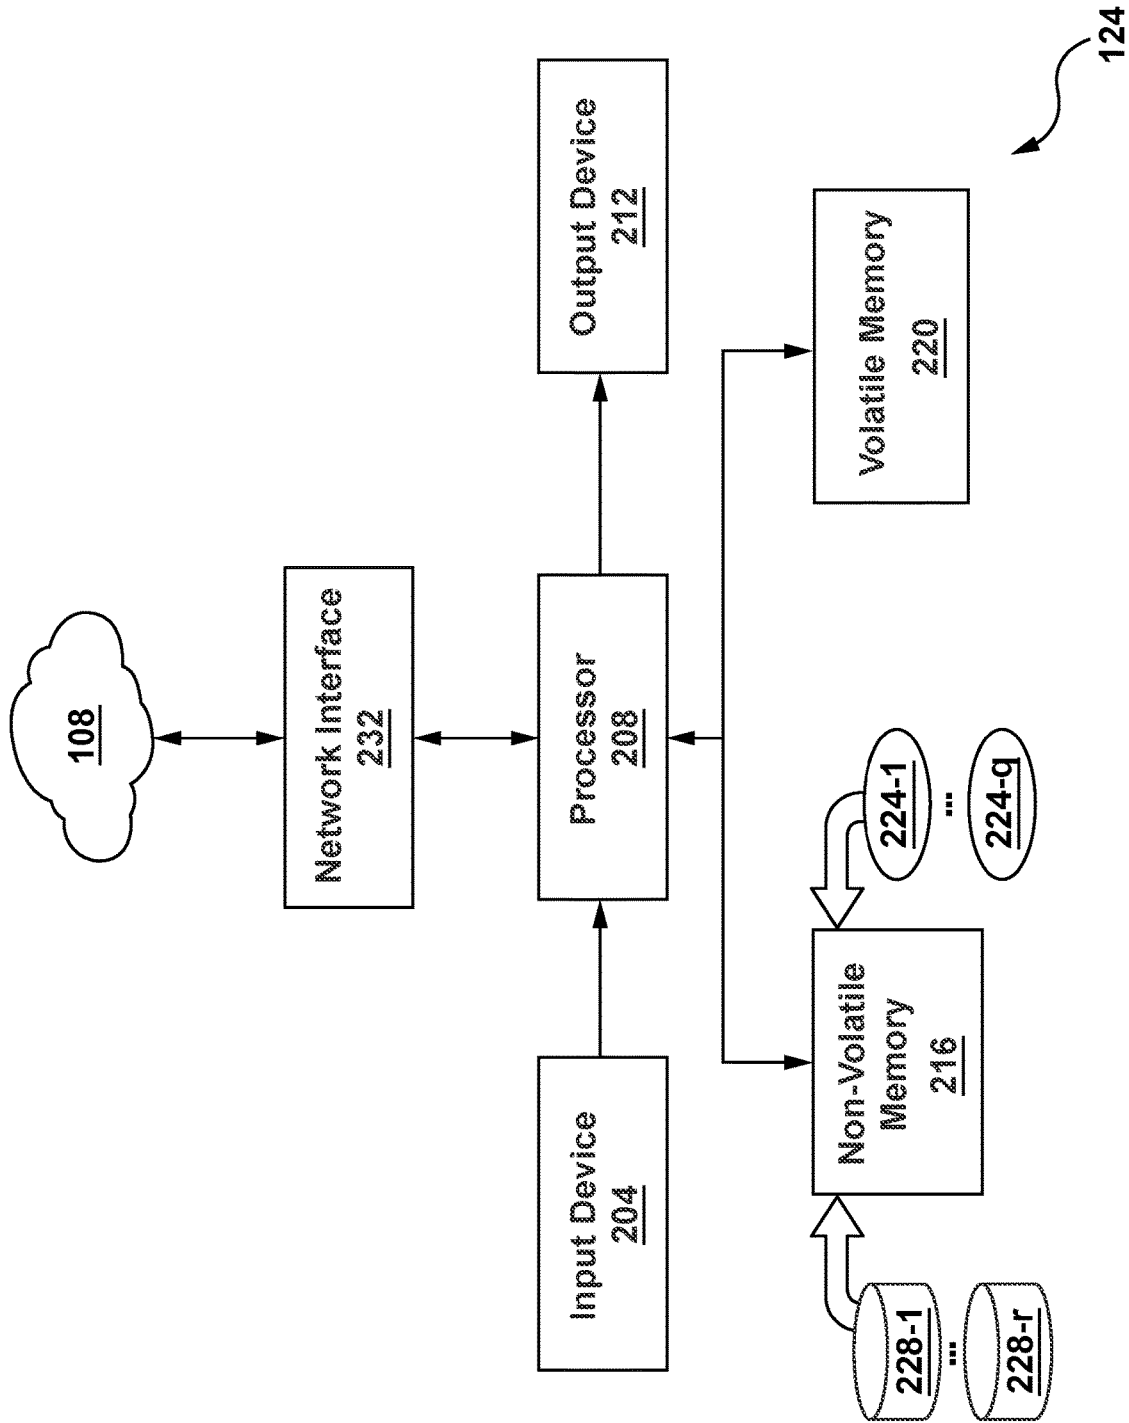 108
Network Interface
232
Input Device
204
Processor
208
Output Device
212
228-1
...
228-r
Non-Volatile
Memory
216
224-1
...
224-q
Volatile Memory
220
124